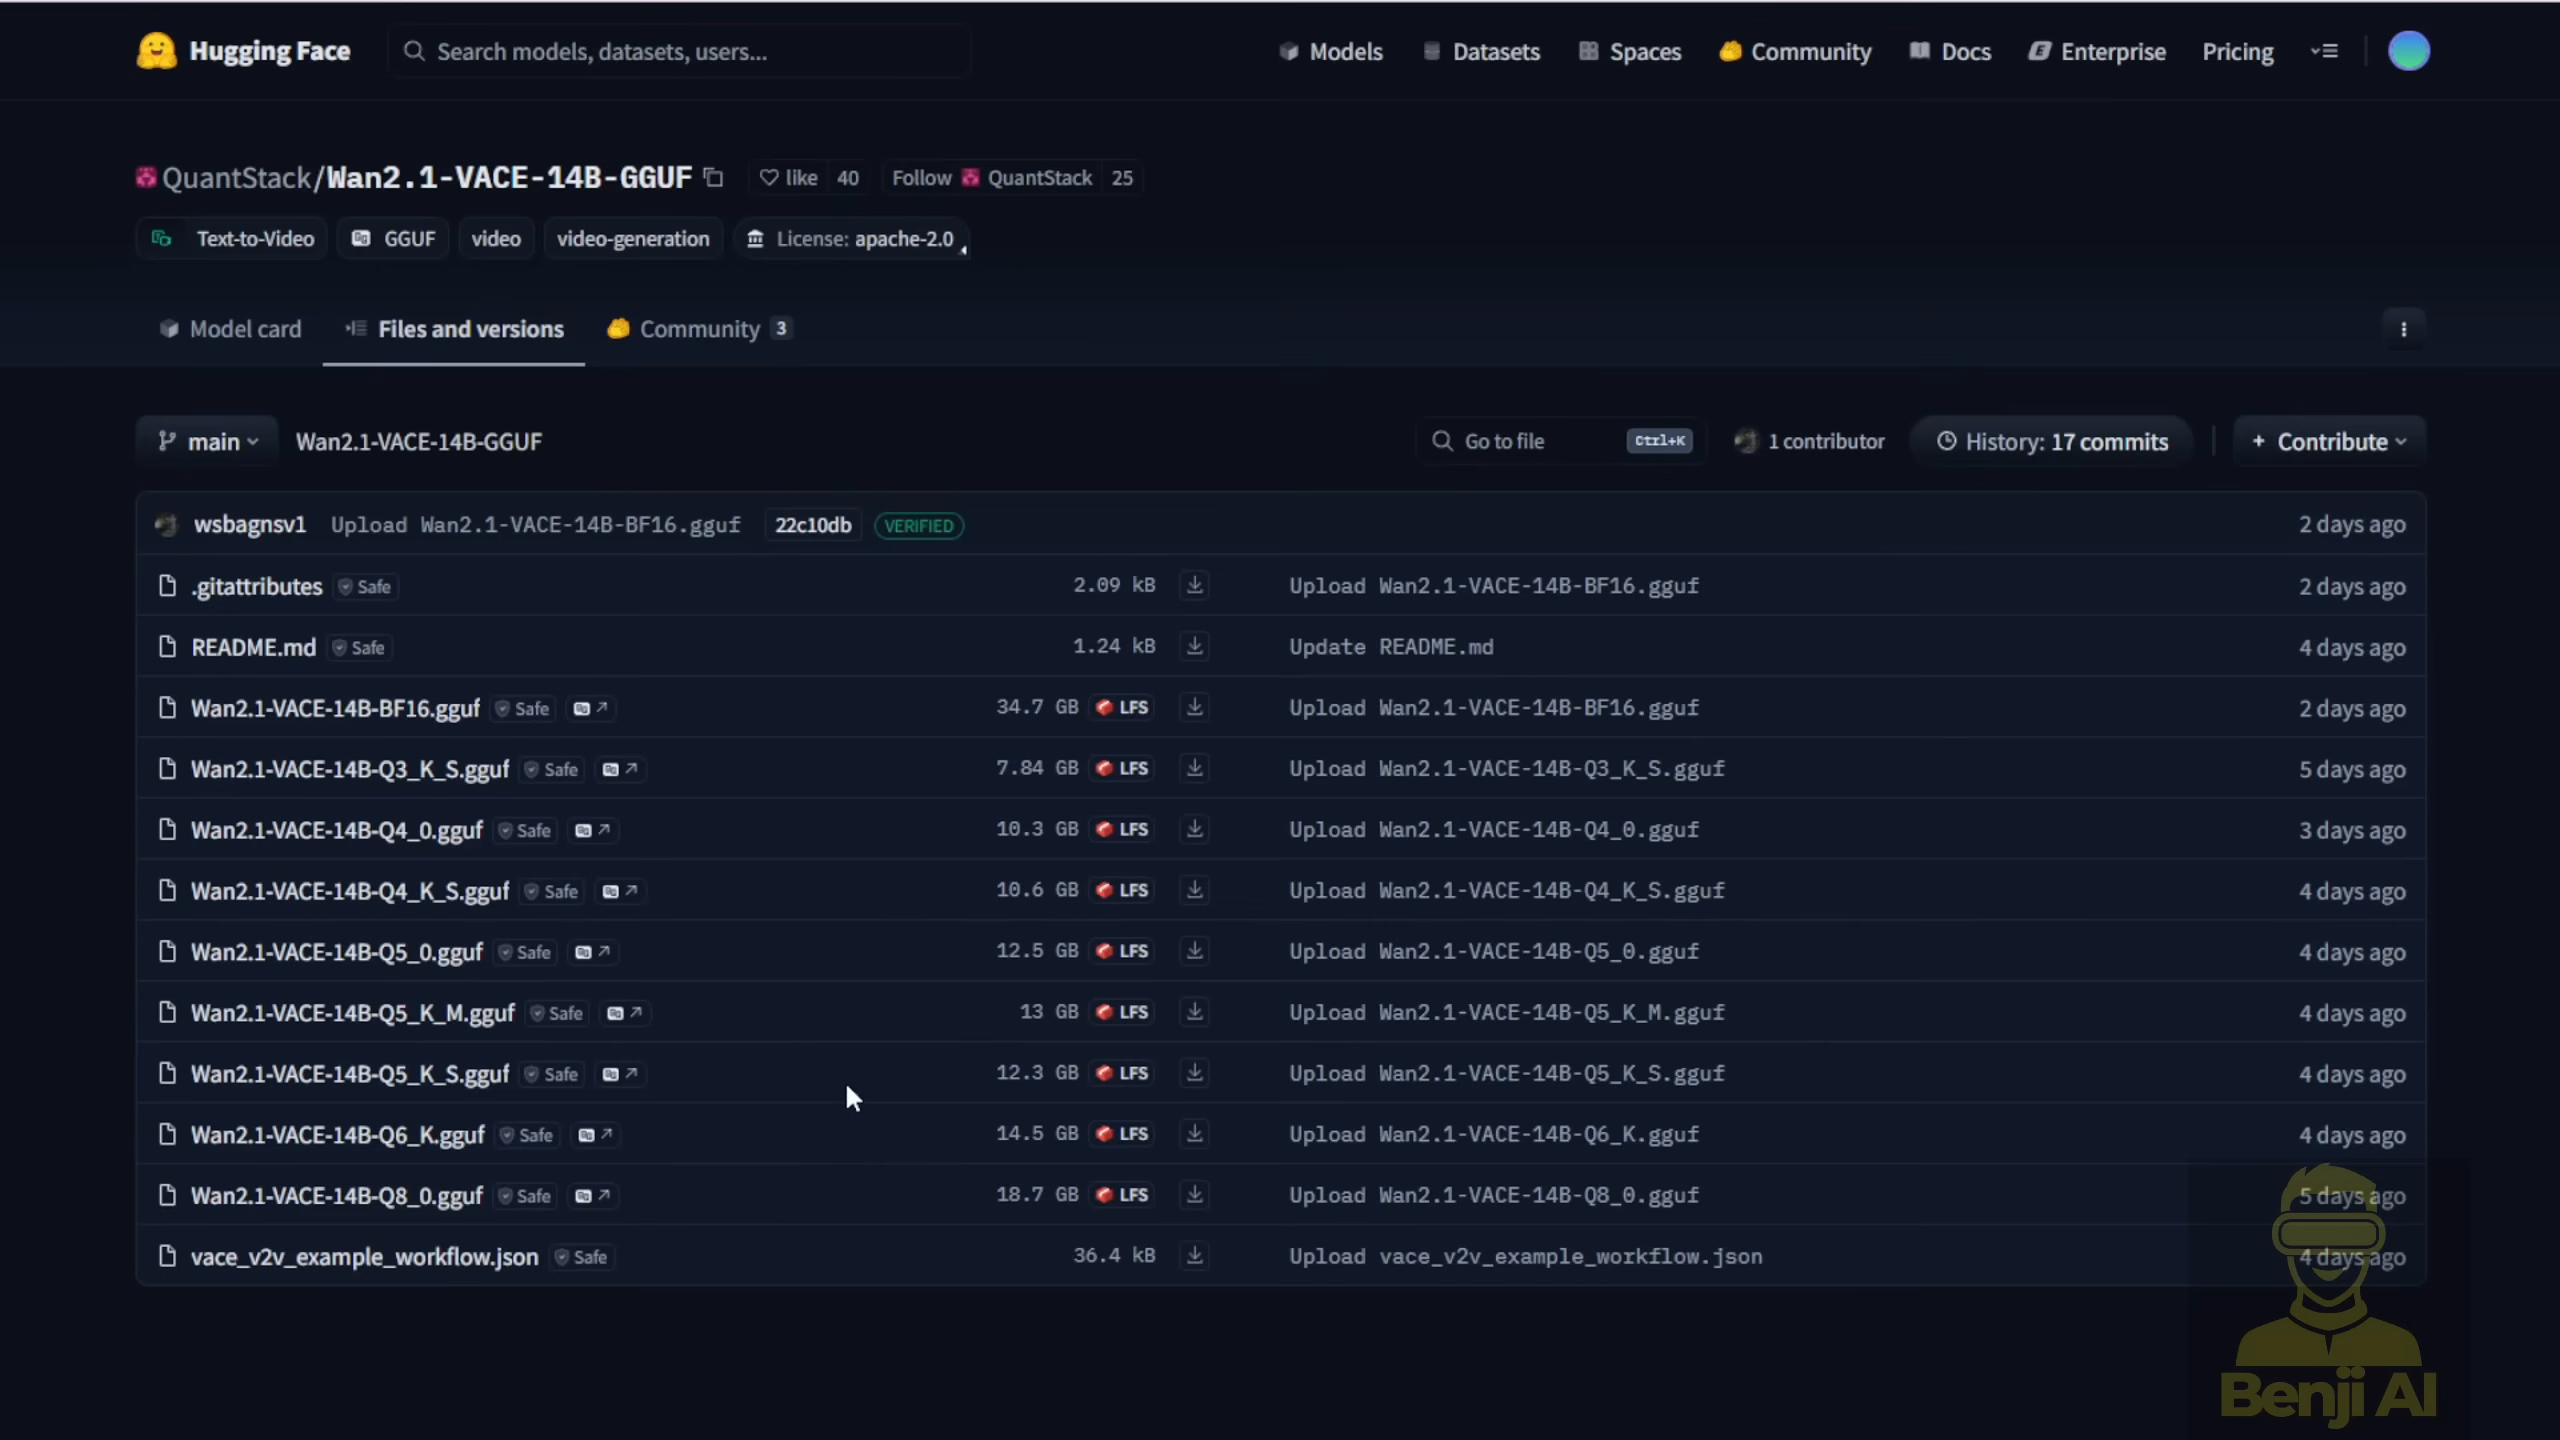 Hugging Face Search models, datasets, users... Models Datasets Spaces Community Docs Enterprise Pricing
QuantStack/Wan2.1-VACE-14B-GGUF like 40 Follow QuantStack 25
Text-to-Video GGUF video video-generation License: apache-2.0
Model card Files and versions Community 3
main Wan2.1-VACE-14B-GGUF Go to file Ctrl+K 1 contributor History: 17 commits + Contribute
wsbagnsv1 Upload Wan2.1-VACE-14B-BF16.gguf 22c10db VERIFIED 2 days ago
.gitattributes Safe 2.09 kB Upload Wan2.1-VACE-14B-BF16.gguf 2 days ago
README.md Safe 1.24 kB Update README.md 4 days ago
Wan2.1-VACE-14B-BF16.gguf Safe 34.7 GB LFS Upload Wan2.1-VACE-14B-BF16.gguf 2 days ago
Wan2.1-VACE-14B-Q3_K_S.gguf Safe 7.84 GB LFS Upload Wan2.1-VACE-14B-Q3_K_S.gguf 5 days ago
Wan2.1-VACE-14B-Q4_0.gguf Safe 10.3 GB LFS Upload Wan2.1-VACE-14B-Q4_0.gguf 3 days ago
Wan2.1-VACE-14B-Q4_K_S.gguf Safe 10.6 GB LFS Upload Wan2.1-VACE-14B-Q4_K_S.gguf 4 days ago
Wan2.1-VACE-14B-Q5_0.gguf Safe 12.5 GB LFS Upload Wan2.1-VACE-14B-Q5_0.gguf 4 days ago
Wan2.1-VACE-14B-Q5_K_M.gguf Safe 13 GB LFS Upload Wan2.1-VACE-14B-Q5_K_M.gguf 4 days ago
Wan2.1-VACE-14B-Q5_K_S.gguf Safe 12.3 GB LFS Upload Wan2.1-VACE-14B-Q5_K_S.gguf 4 days ago
Wan2.1-VACE-14B-Q6_K.gguf Safe 14.5 GB LFS Upload Wan2.1-VACE-14B-Q6_K.gguf 4 days ago
Wan2.1-VACE-14B-Q8_0.gguf Safe 18.7 GB LFS Upload Wan2.1-VACE-14B-Q8_0.gguf 5 days ago
vace_v2v_example_workflow.json Safe 36.4 kB Upload vace_v2v_example_workflow.json 4 days ago
Benji AI